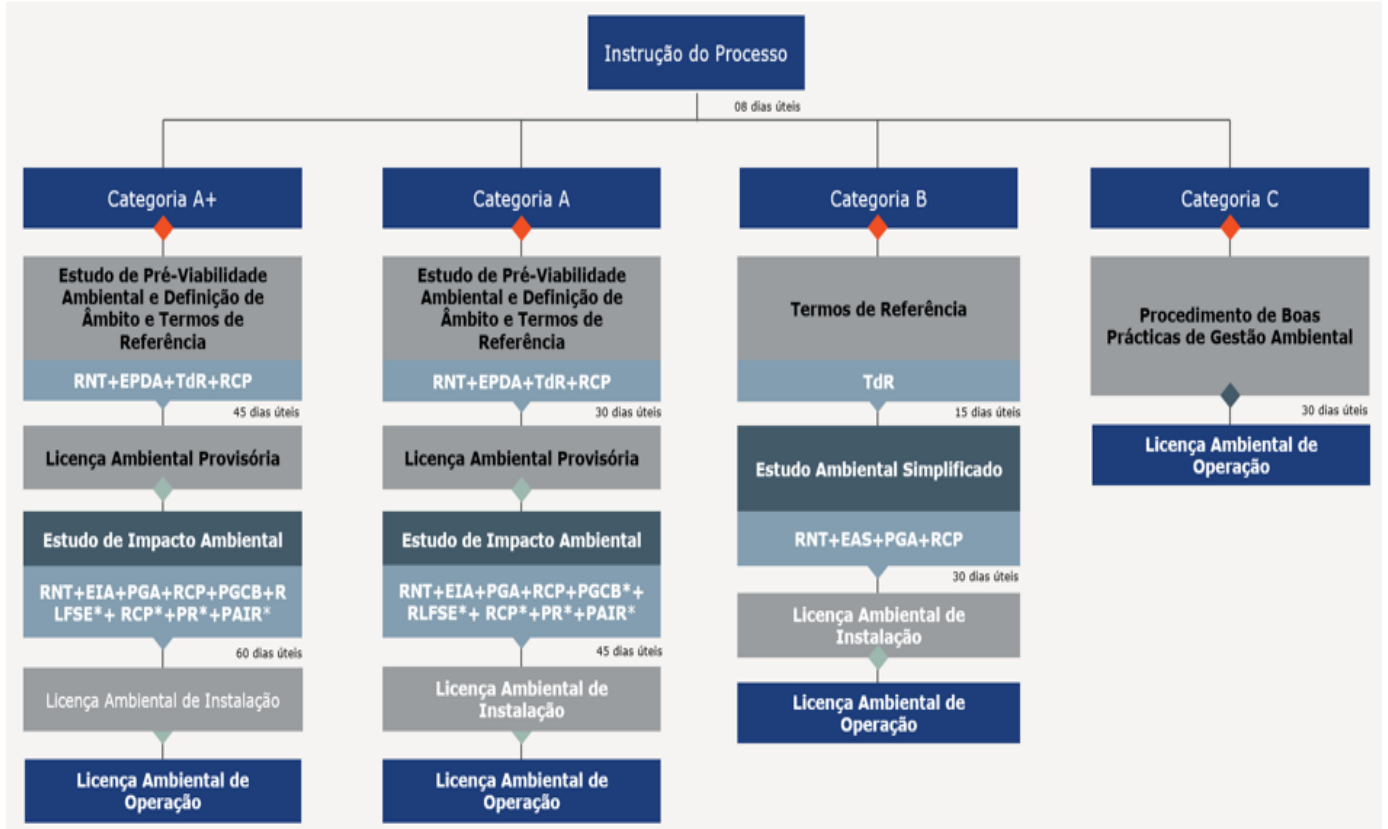 Instrução do Processo
08 dias úteis
Categoria A+
Estudo de Pré-Viabilidade
Ambiental e Definição de
Âmbito e Termos de
Referência
RNT+EPDA+TdR+RCP
45 dias úteis
Licença Ambiental Provisória
Estudo de Impacto Ambiental
RNT+EIA+PGA+RCP+PGCB+R
LFSE*+ RCP*+PR*+PAIR*
60 dias úteis
Licença Ambiental de Instalação
Licença Ambiental de
Operação
Categoria A
Estudo de Pré-Viabilidade
Ambiental e Definição de
Âmbito e Termos de
Referência
RNT+EPDA+TdR+RCP
30 dias úteis
Licença Ambiental Provisória
Estudo de Impacto Ambiental
RNT+EIA+PGA+RCP+PGCB*+
RLFSE*+ RCP*+PR*+PAIR*
45 dias úteis
Licença Ambiental de
Instalação
Licença Ambiental de
Operação
Categoria B
Termos de Referência
TdR
15 dias úteis
Estudo Ambiental Simplificado
RNT+EAS+PGA+RCP
30 dias úteis
Licença Ambiental de
Instalação
Licença Ambiental de
Operação
Categoria C
Procedimento de Boas
Prácticas de Gestão Ambiental
30 dias úteis
Licença Ambiental de
Operação